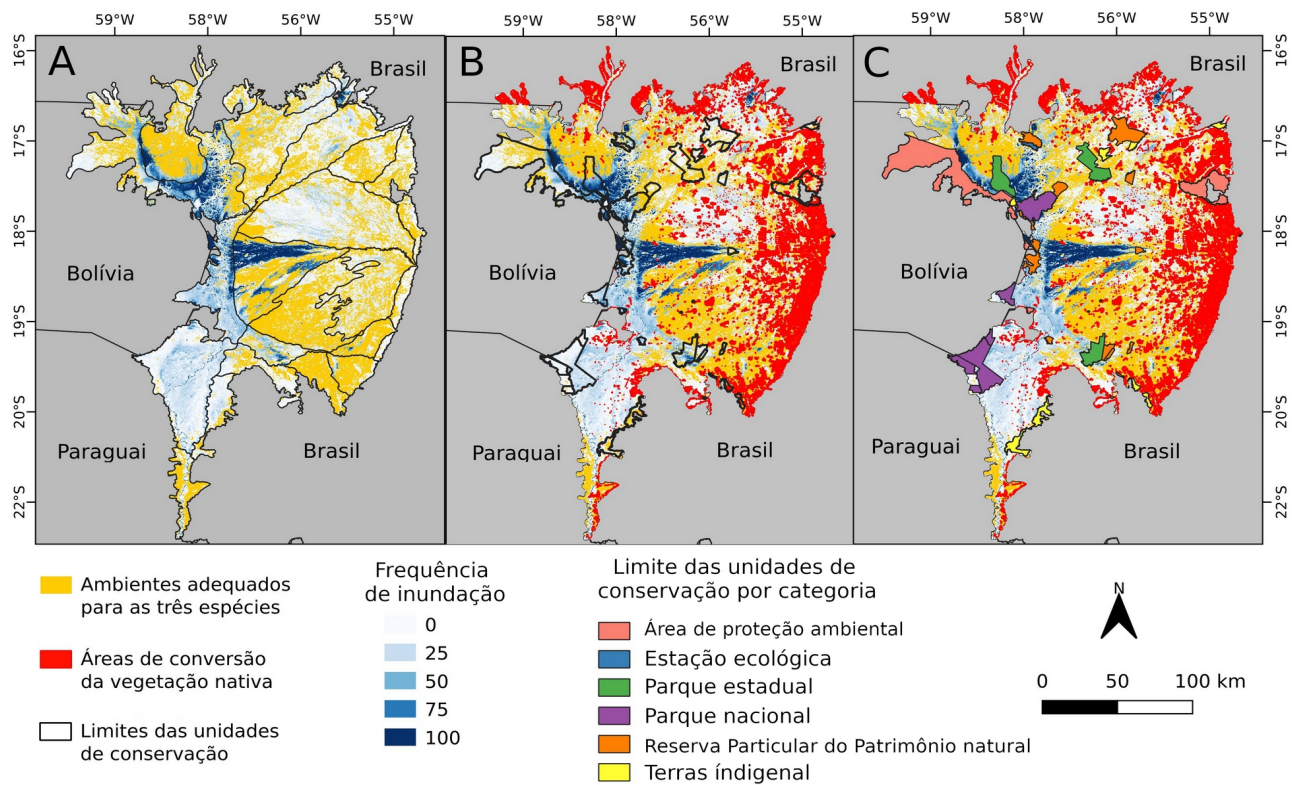 59°W 58°W 57°W 56°W 55°W 59°W 58°W 57°W 56°W 55°W 59°W 58°W 57°W 56°W 55°W
16°S A Brasil B Brasil C Brasil 16°S
17°S 17°S
18°S 18°S
Bolívia Bolívia Bolívia
19°S 19°S
20°S 20°S
Paraguai Brasil Paraguai Brasil Paraguai Brasil
22°S 22°S
Ambientes adequados
para as três espécies
Áreas de conversão
da vegetação nativa
Limites das unidades
de conservação
Frequência
de inundação
0
25
50
75
100
Limite das unidades de
conservação por categoria
Área de proteção ambiental
Estação ecológica
Parque estadual
Parque nacional
Reserva Particular do Patrimônio natural
Terras índigenal
N
0 50 100 km